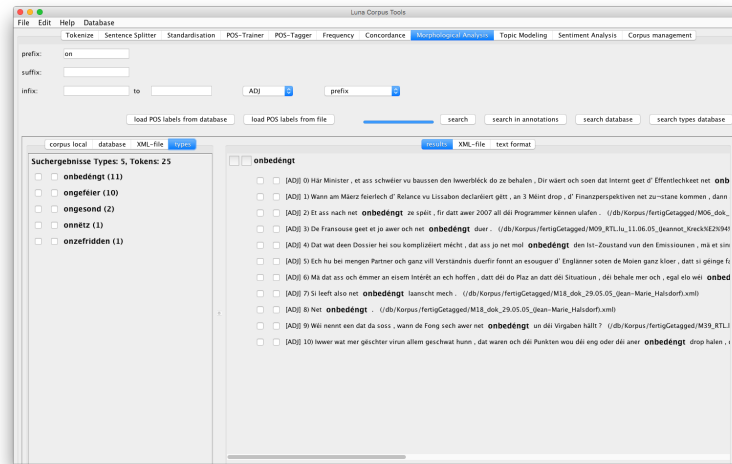 Luna Corpus Tools
File Edit Help Database
Tokenize Sentence Splitter Standardisation POS-Trainer POS-Tagger Frequency Concordance Morphological Analysis Topic Modeling Sentiment Analysis Corpus management
prefix: on
suffix:
infix: to ADJ prefix
load POS labels from database load POS labels from file search search in annotations search database search types database
corpus local database XML-file types
results XML-file text format
Suchergebnisse Types: 5, Tokens: 25
onbedéngt (11)
ongeféier (10)
ongesond (2)
onnëtz (1)
onzefridden (1)
onbedéngt
[ADJ] 0) Här Minister , et ass schwéier vu baussen den Iwwerbléck do ze behalen , Dir wäert och soen dat Internt geet d' Ëffentlechkeet net onb
[ADJ] 1) Wann am Mäerz feierlech d' Relance vu Lissabon declaréiert gëtt , an 3 Méint drop , d' Finanzperspektiven net zu¬stane kommen , dann
[ADJ] 2) Et ass nach net onbedéngt ze spéit , fir datt awer 2007 all déi Programmer kënnen ulafen . (/db/Korpus/fertigGetagged/M06_dok_
[ADJ] 3) De Fransouse geet et jo awer och net onbedéngt duer . (/db/Korpus/fertigGetagged/M09_RTL.lu_11.06.05_(Jeannot_Kreck%E2%94%
[ADJ] 4) Dat wat deen Dossier hei sou komplizéiert mécht , dat ass jo net mol onbedéngt den Ist-Zoustand vun den Emissiounen , mä et sin
[ADJ] 5) Ech hu bei mengen Partner och ganz vill Verständnis duerfir fonnt an esouguer d' Englänner soten de Moien ganz kloer , datt si géinge fo
[ADJ] 6) Mä dat ass och ëmmer an eisem Intérêt an ech hoffen , datt déi do Plaz an datt déi Situatioun , déi behale mer och , egal elo wéi onbed
[ADJ] 7) Si leeft also net onbedéngt laanscht mech . (/db/Korpus/fertigGetagged/M18_dok_29.05.05_(Jean-Marie_Halsdorf).xml)
[ADJ] 8) Net onbedéngt . (/db/Korpus/fertigGetagged/M18_dok_29.05.05_(Jean-Marie_Halsdorf).xml)
[ADJ] 9) Wéi nennt een dat da soss , wann de Fong sech awer net onbedéngt un déi Virgaben hällt ? (/db/Korpus/fertigGetagged/M39_RTL.l
[ADJ] 10) Iwwer wat mer gëschter virun allem geschwat hunn , dat waren och déi Punkten wou déi eng oder déi aner onbedéngt drop halen ,